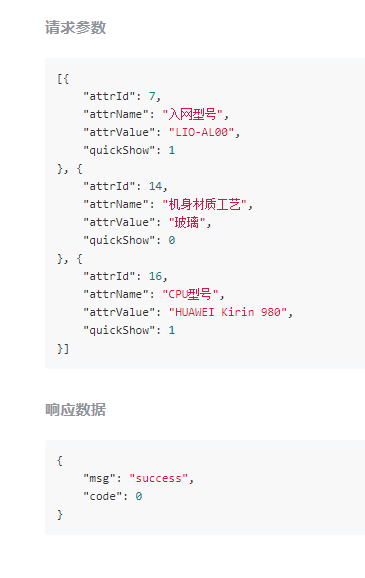 请求参数
[{
    "attrId": 7,
    "attrName": "入网型号",
    "attrValue": "LIO-AL00",
    "quickShow": 1
}, {
    "attrId": 14,
    "attrName": "机身材质工艺",
    "attrValue": "玻璃",
    "quickShow": 0
}, {
    "attrId": 16,
    "attrName": "CPU型号",
    "attrValue": "HUAWEI Kirin 980",
    "quickShow": 1
}]
响应数据
{
    "msg": "success",
    "code": 0
}